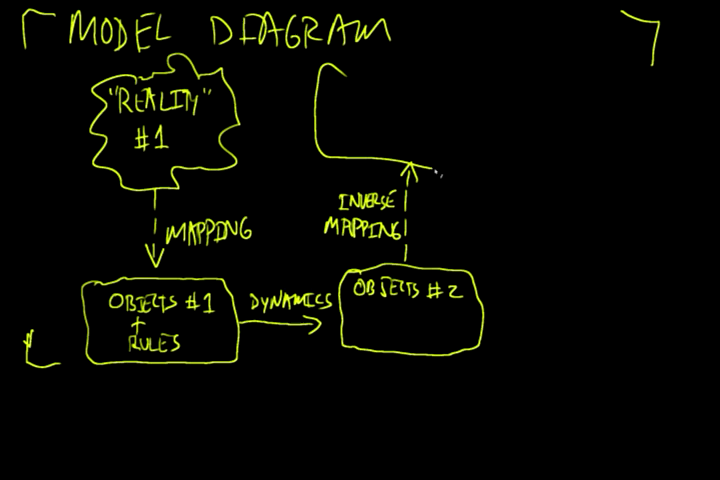 MODEL DIAGRAM
"REALITY"
#1
MAPPING
INVERSE
MAPPING
OBJECTS #1
+
RULES
DYNAMICS
OBJECTS #2